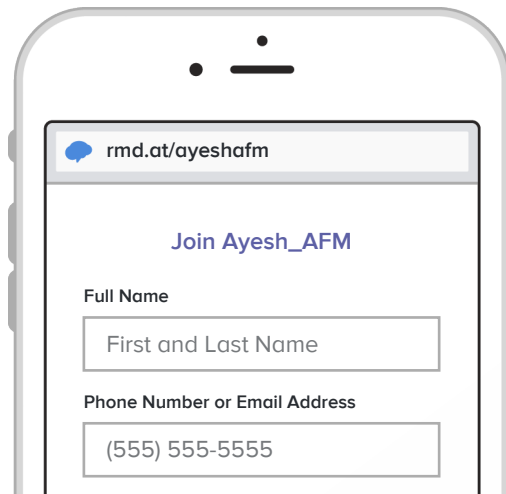 rmd.at/ayeshafm
Join Ayesh_AFM
Full Name
First and Last Name
Phone Number or Email Address
(555) 555-5555